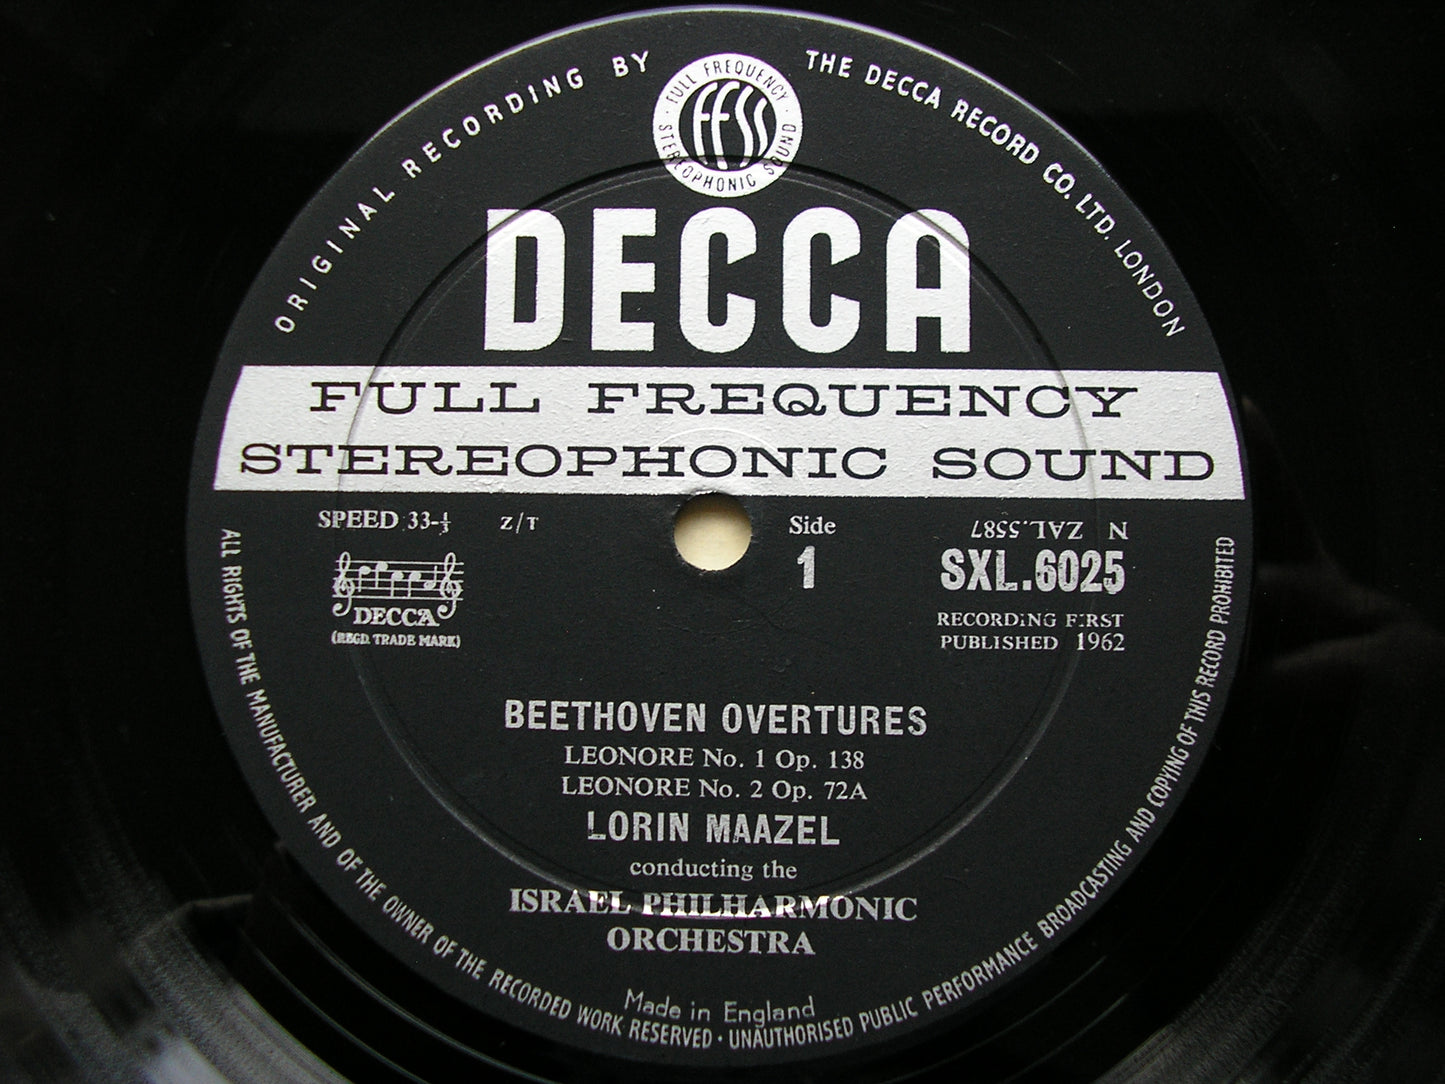 ORIGINAL RECORDING BY THE DECCA RECORD CO. LTD. LONDON
FULL FREQUENCY
ffss
STEREOPHONIC SOUND
DECCA
FULL FREQUENCY
STEREOPHONIC SOUND
SPEED 33-⅓ Z/T
Side
1
N ZAL.5587
SXL.6025
DECCA
(REGD. TRADE MARK)
RECORDING FIRST
PUBLISHED 1962
BEETHOVEN OVERTURES
LEONORE No. 1 Op. 138
LEONORE No. 2 Op. 72A
LORIN MAAZEL
conducting the
ISRAEL PHILHARMONIC
ORCHESTRA
Made in England
ALL RIGHTS OF THE MANUFACTURER AND OF THE OWNER OF THE RECORDED WORK RESERVED · UNAUTHORISED PUBLIC PERFORMANCE BROADCASTING AND COPYING OF THIS RECORD PROHIBITED